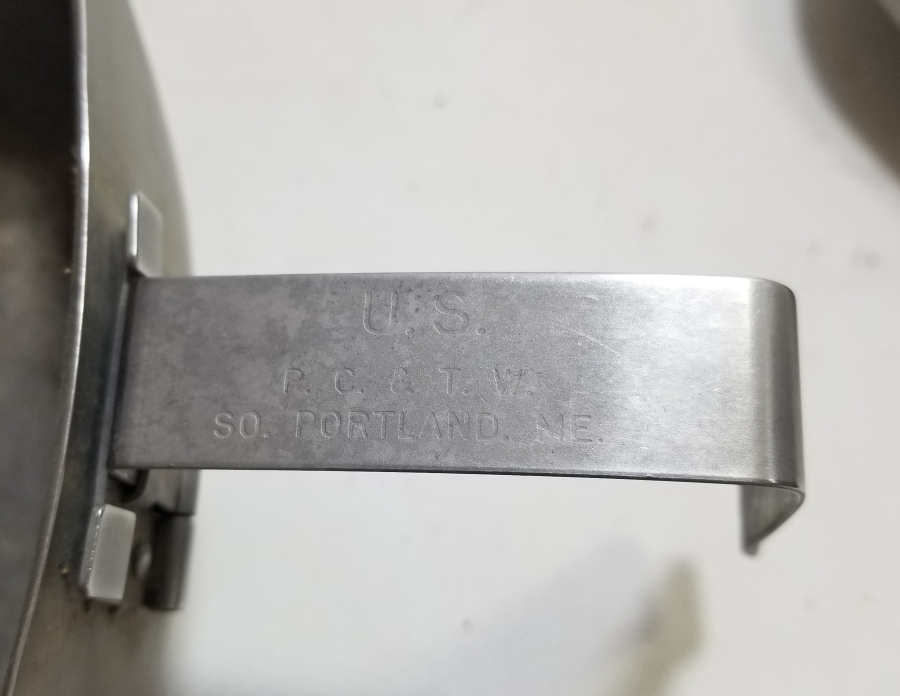 U.S.
P. C. & T. W.
SO. PORTLAND. ME.